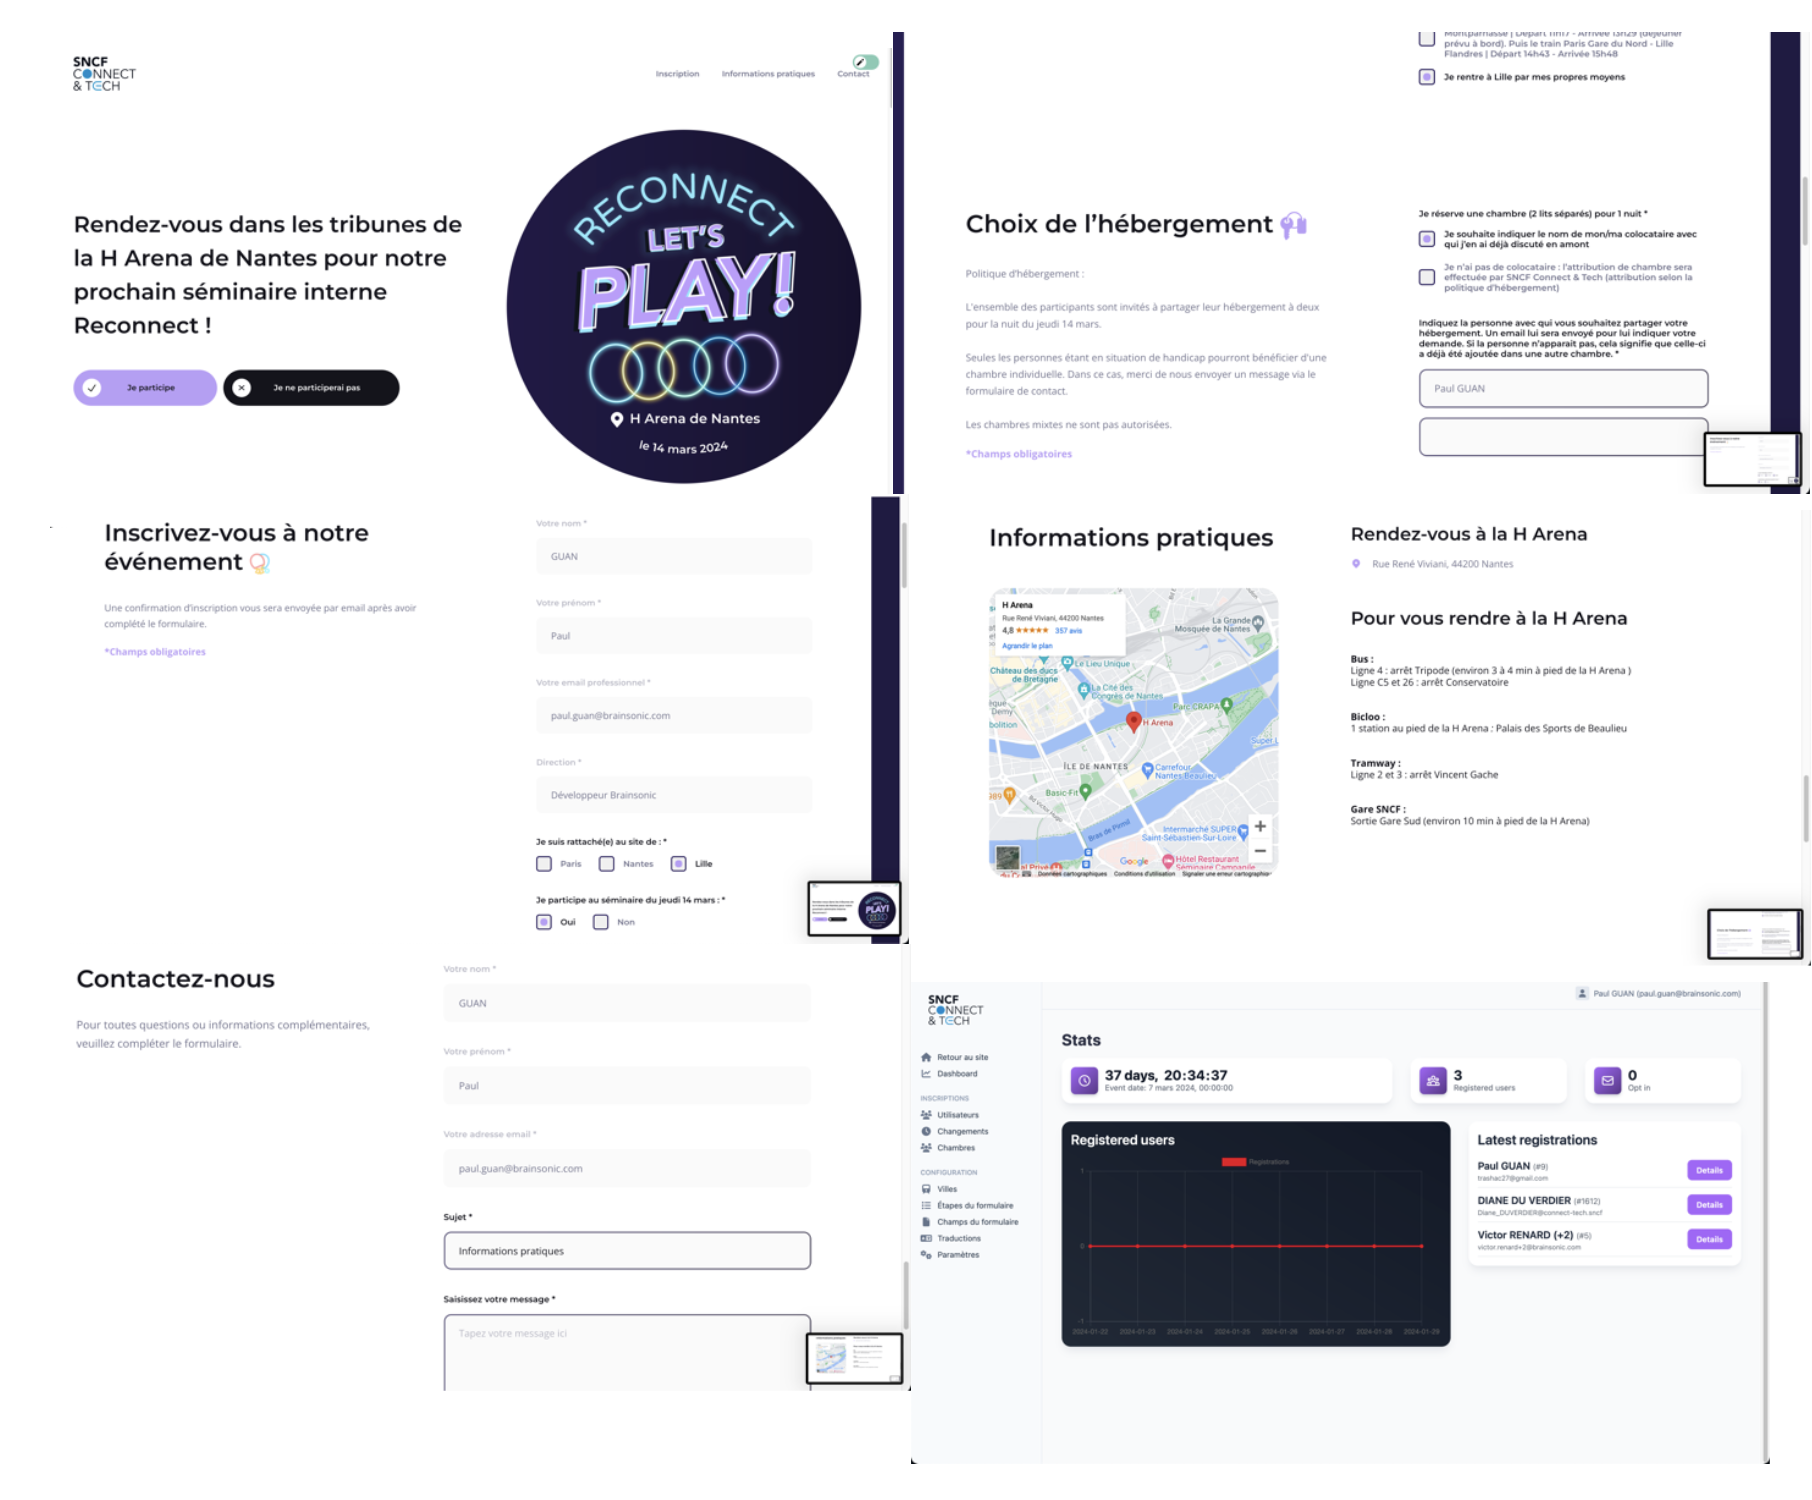 SNCF
CONNECT
& TECH
Inscription
Informations pratiques
Contact
Rendez-vous dans les tribunes de
la H Arena de Nantes pour notre
prochain séminaire interne
Reconnect !
Je participe
Je ne participerai pas
RECONNECT
LET'S
PLAY!
H Arena de Nantes
le 14 mars 2024
Montparnasse | Départ 11h17 - Arrivée 13h29 (déjeuner
prévu à bord). Puis le train Paris Gare du Nord - Lille
Flandres | Départ 14h43 - Arrivée 15h48
Je rentre à Lille par mes propres moyens
Choix de l'hébergement
Politique d'hébergement :
L'ensemble des participants sont invités à partager leur hébergement à deux
pour la nuit du jeudi 14 mars.
Seules les personnes étant en situation de handicap pourront bénéficier d'une
chambre individuelle. Dans ce cas, merci de nous envoyer un message via le
formulaire de contact.
Les chambres mixtes ne sont pas autorisées.
*Champs obligatoires
Je réserve une chambre (2 lits séparés) pour 1 nuit *
Je souhaite indiquer le nom de mon/ma colocataire avec
qui j'en ai déjà discuté en amont
Je n'ai pas de colocataire : l'attribution de chambre sera
effectuée par SNCF Connect & Tech (attribution selon la
politique d'hébergement)
Indiquez la personne avec qui vous souhaitez partager votre
hébergement. Un email lui sera envoyé pour lui indiquer votre
demande. Si la personne n'apparait pas, cela signifie que celle-ci
a déjà été ajoutée dans une autre chambre. *
Paul GUAN
Inscrivez-vous à notre
événement
Une confirmation d'inscription vous sera envoyée par email après avoir
complété le formulaire.
*Champs obligatoires
Votre nom *
GUAN
Votre prénom *
Paul
Votre email professionnel *
paul.guan@brainsonic.com
Direction *
Développeur Brainsonic
Je suis rattaché(e) au site de : *
Paris
Nantes
Lille
Je participe au séminaire du jeudi 14 mars : *
Oui
Non
Informations pratiques
H Arena
Rue René Viviani, 44200 Nantes
4,8 ★★★★★ 357 avis
Agrandir le plan
La Grande
Mosquée de Nantes
Le Lieu Unique
Château des ducs
de Bretagne
La Cité des
Congrès de Nantes
Parc CRAPA
H Arena
ÎLE DE NANTES
Carrefour
Nantes Beaulieu
Basic-Fit
Bras de Pirmil
Intermarché SUPER
Saint-Sébastien-Sur-Loire
Google
Hôtel Restaurant
Séminaire Campanile
Données cartographiques
Conditions d'utilisation
Signaler une erreur cartographiq
Rendez-vous à la H Arena
Rue René Viviani, 44200 Nantes
Pour vous rendre à la H Arena
Bus :
Ligne 4 : arrêt Tripode (environ 3 à 4 min à pied de la H Arena )
Ligne C5 et 26 : arrêt Conservatoire
Bicloo :
1 station au pied de la H Arena : Palais des Sports de Beaulieu
Tramway :
Ligne 2 et 3 : arrêt Vincent Gache
Gare SNCF :
Sortie Gare Sud (environ 10 min à pied de la H Arena)
Contactez-nous
Pour toutes questions ou informations complémentaires,
veuillez compléter le formulaire.
Votre nom *
GUAN
Votre prénom *
Paul
Votre adresse email *
paul.guan@brainsonic.com
Sujet *
Informations pratiques
Saisissez votre message *
Tapez votre message ici
SNCF
CONNECT
& TECH
Retour au site
Dashboard
INSCRIPTIONS
Utilisateurs
Changements
Chambres
CONFIGURATION
Villes
Étapes du formulaire
Champs du formulaire
Traductions
Paramètres
Paul GUAN (paul.guan@brainsonic.com)
Stats
37 days, 20:34:37
Event date: 7 mars 2024, 00:00:00
3
Registered users
0
Opt in
Registered users
Registrations
1
0
-1
2024-01-22 2024-01-23 2024-01-24 2024-01-25 2024-01-26 2024-01-27 2024-01-28 2024-01-29
Latest registrations
Paul GUAN (#9)
trashac27@gmail.com
Details
DIANE DU VERDIER (#1612)
Diane_DUVERDIER@connect-tech.sncf
Details
Victor RENARD (+2) (#5)
victor.renard+2@brainsonic.com
Details